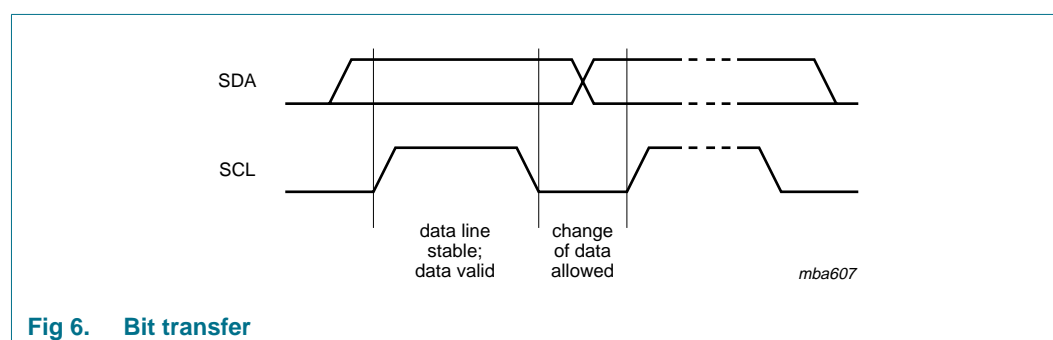 SDA
SCL
data line
stable;
data valid
change
of data
allowed
mba607
Fig 6. Bit transfer